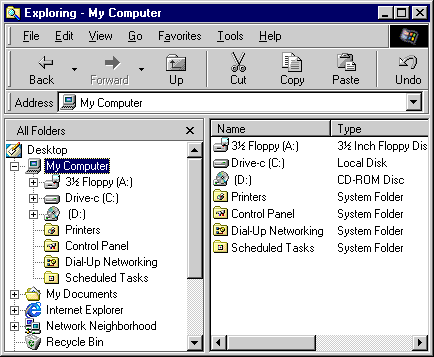 Exploring - My Computer
File Edit View Go Favorites Tools Help
Back Forward Up Cut Copy Paste Undo
Address My Computer
All Folders
Desktop
My Computer
3½ Floppy (A:)
Drive-c (C:)
(D:)
Printers
Control Panel
Dial-Up Networking
Scheduled Tasks
My Documents
Internet Explorer
Network Neighborhood
Recycle Bin
Name Type
3½ Floppy (A:) 3½ Inch Floppy Dis
Drive-c (C:) Local Disk
(D:) CD-ROM Disc
Printers System Folder
Control Panel System Folder
Dial-Up Networking System Folder
Scheduled Tasks System Folder